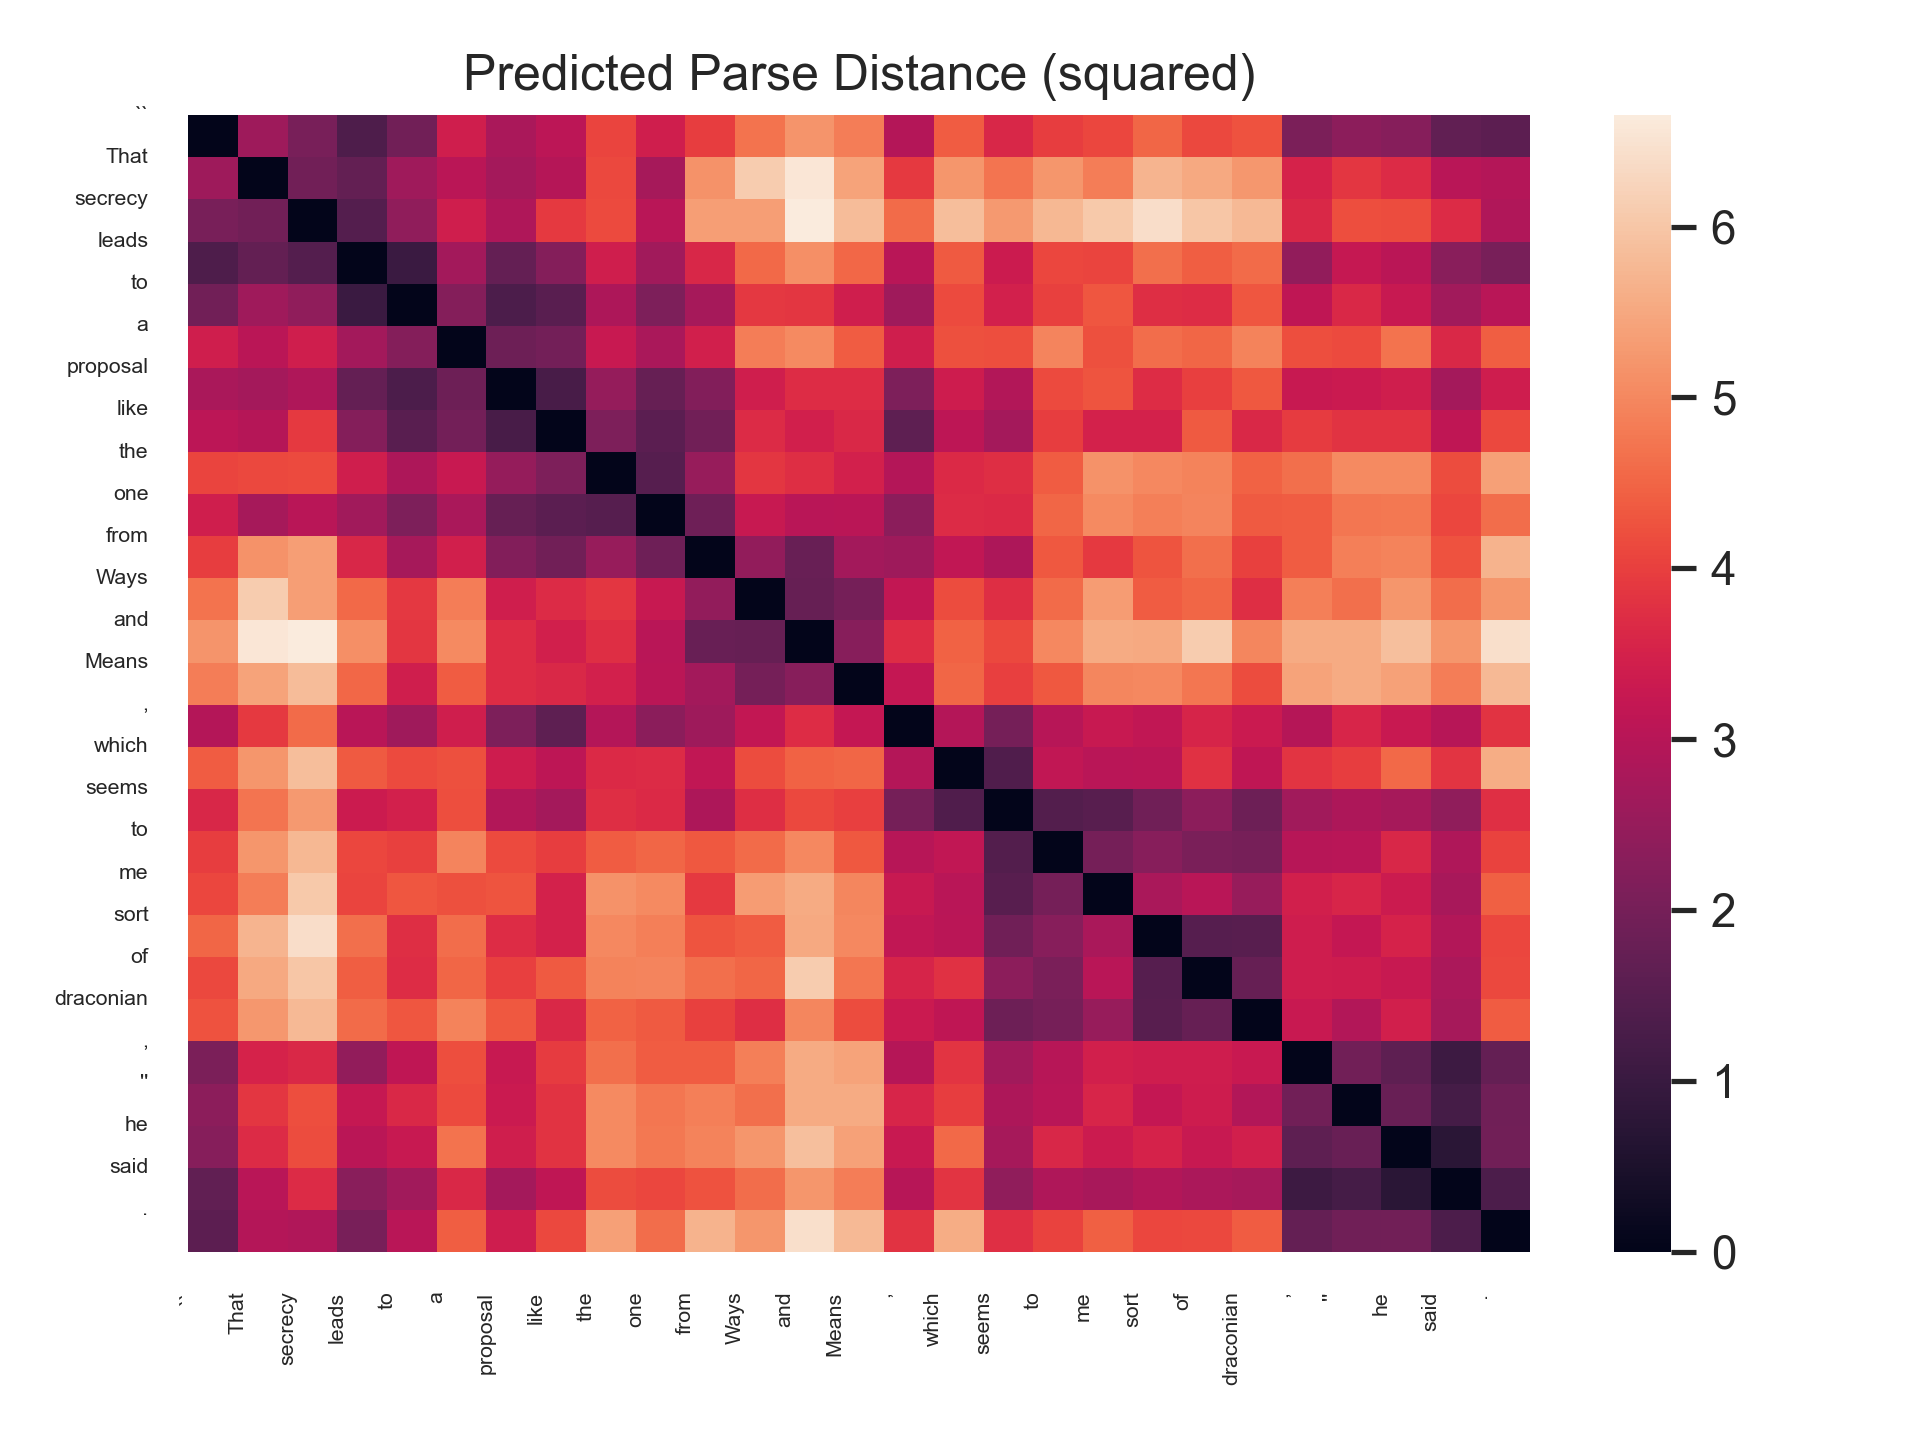 Predicted Parse Distance (squared)
``
That
secrecy
leads
to
a
proposal
like
the
one
from
Ways
and
Means
,
which
seems
to
me
sort
of
draconian
,
''
he
said
.
6
5
4
3
2
1
0
``
That
secrecy
leads
to
a
proposal
like
the
one
from
Ways
and
Means
,
which
seems
to
me
sort
of
draconian
,
''
he
said
.